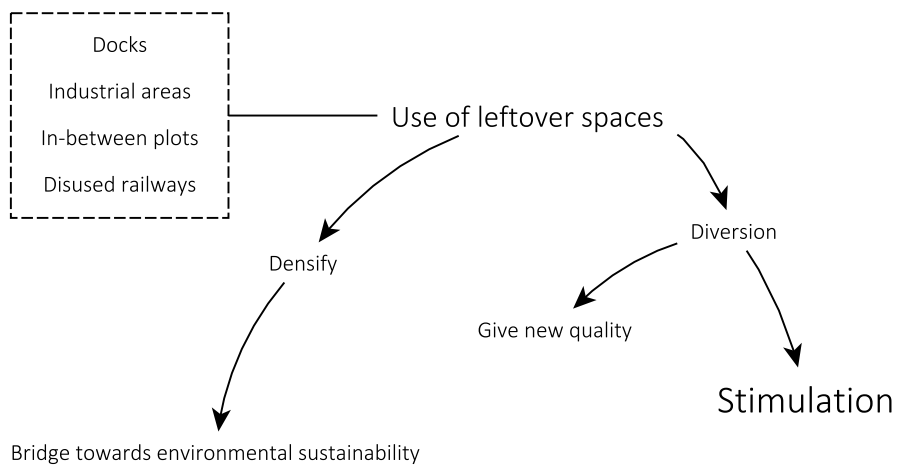 Docks
Industrial areas
In-between plots
Disused railways
Use of leftover spaces
Densify
Diversion
Give new quality
Stimulation
Bridge towards environmental sustainability